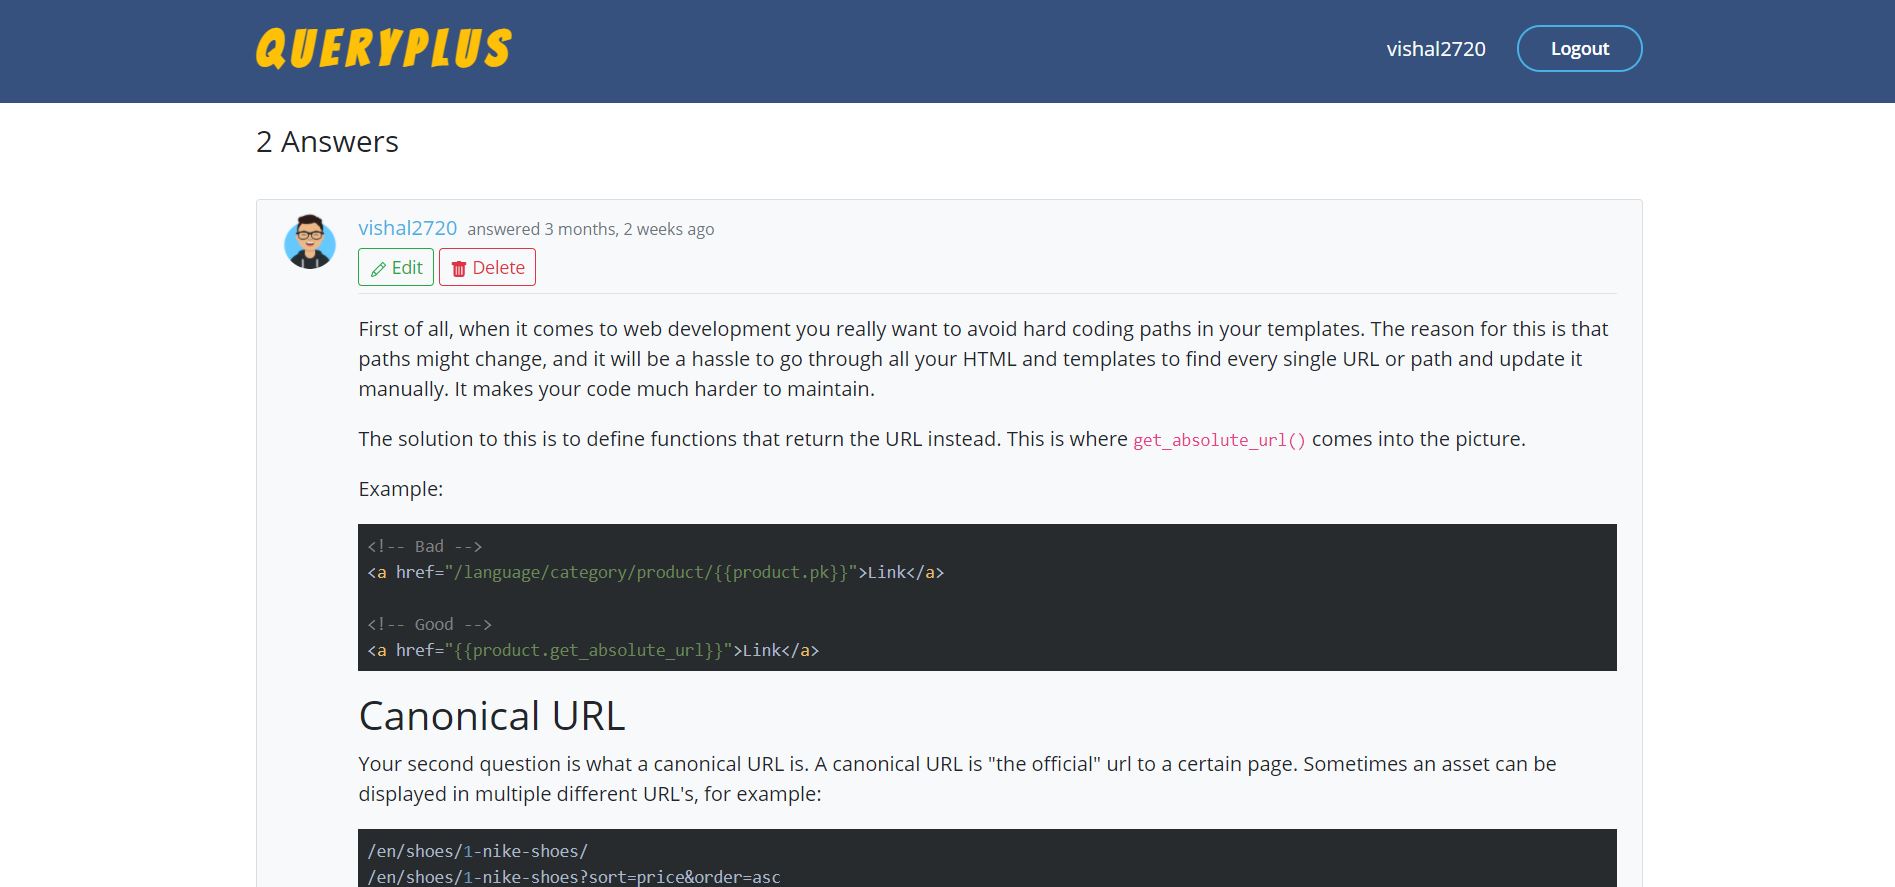 QUERYPLUS
vishal2720
Logout
2 Answers
vishal2720 answered 3 months, 2 weeks ago
Edit Delete
First of all, when it comes to web development you really want to avoid hard coding paths in your templates. The reason for this is that
paths might change, and it will be a hassle to go through all your HTML and templates to find every single URL or path and update it
manually. It makes your code much harder to maintain.
The solution to this is to define functions that return the URL instead. This is where get_absolute_url() comes into the picture.
Example:
<!-- Bad -->
<a href="/language/category/product/{{product.pk}}">Link</a>
<!-- Good -->
<a href="{{product.get_absolute_url}}">Link</a>
Canonical URL
Your second question is what a canonical URL is. A canonical URL is "the official" url to a certain page. Sometimes an asset can be
displayed in multiple different URL's, for example:
/en/shoes/1-nike-shoes/
/en/shoes/1-nike-shoes?sort=price&order=asc